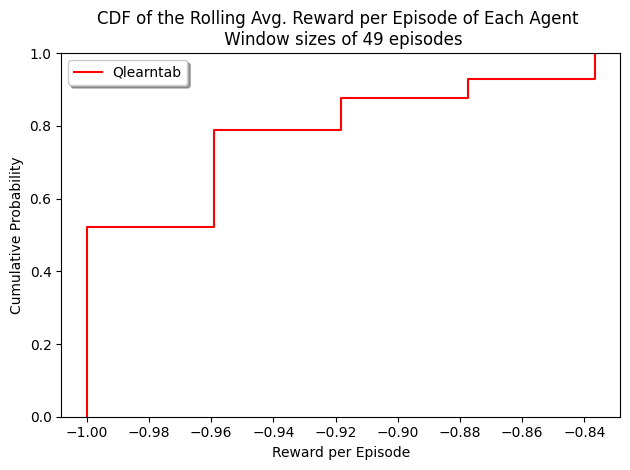 CDF of the Rolling Avg. Reward per Episode of Each Agent
Window sizes of 49 episodes
Qlearntab
1.0
0.8
0.6
0.4
0.2
0.0
Cumulative Probability
−1.00 −0.98 −0.96 −0.94 −0.92 −0.90 −0.88 −0.86 −0.84
Reward per Episode